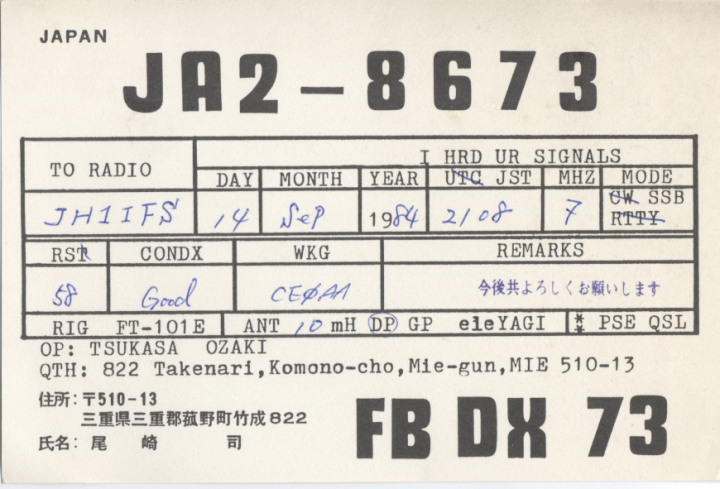 JAPAN
JA2-8673
TO RADIO
I HRD UR SIGNALS
DAY MONTH YEAR UTC JST MHZ MODE
JH1IFS 14 Sep 1984 2108 7 CW SSB
RTTY
RST CONDX WKG REMARKS
58 Good CEØAA 今後共よろしくお願いします
RIG FT-101E ANT 10 mH DP GP eleYAGI ** PSE QSL
OP: TSUKASA OZAKI
QTH: 822 Takenari,Komono-cho,Mie-gun,MIE 510-13
住所:〒510-13
三重県三重郡菰野町竹成822
氏名: 尾 崎 司
FB DX 73